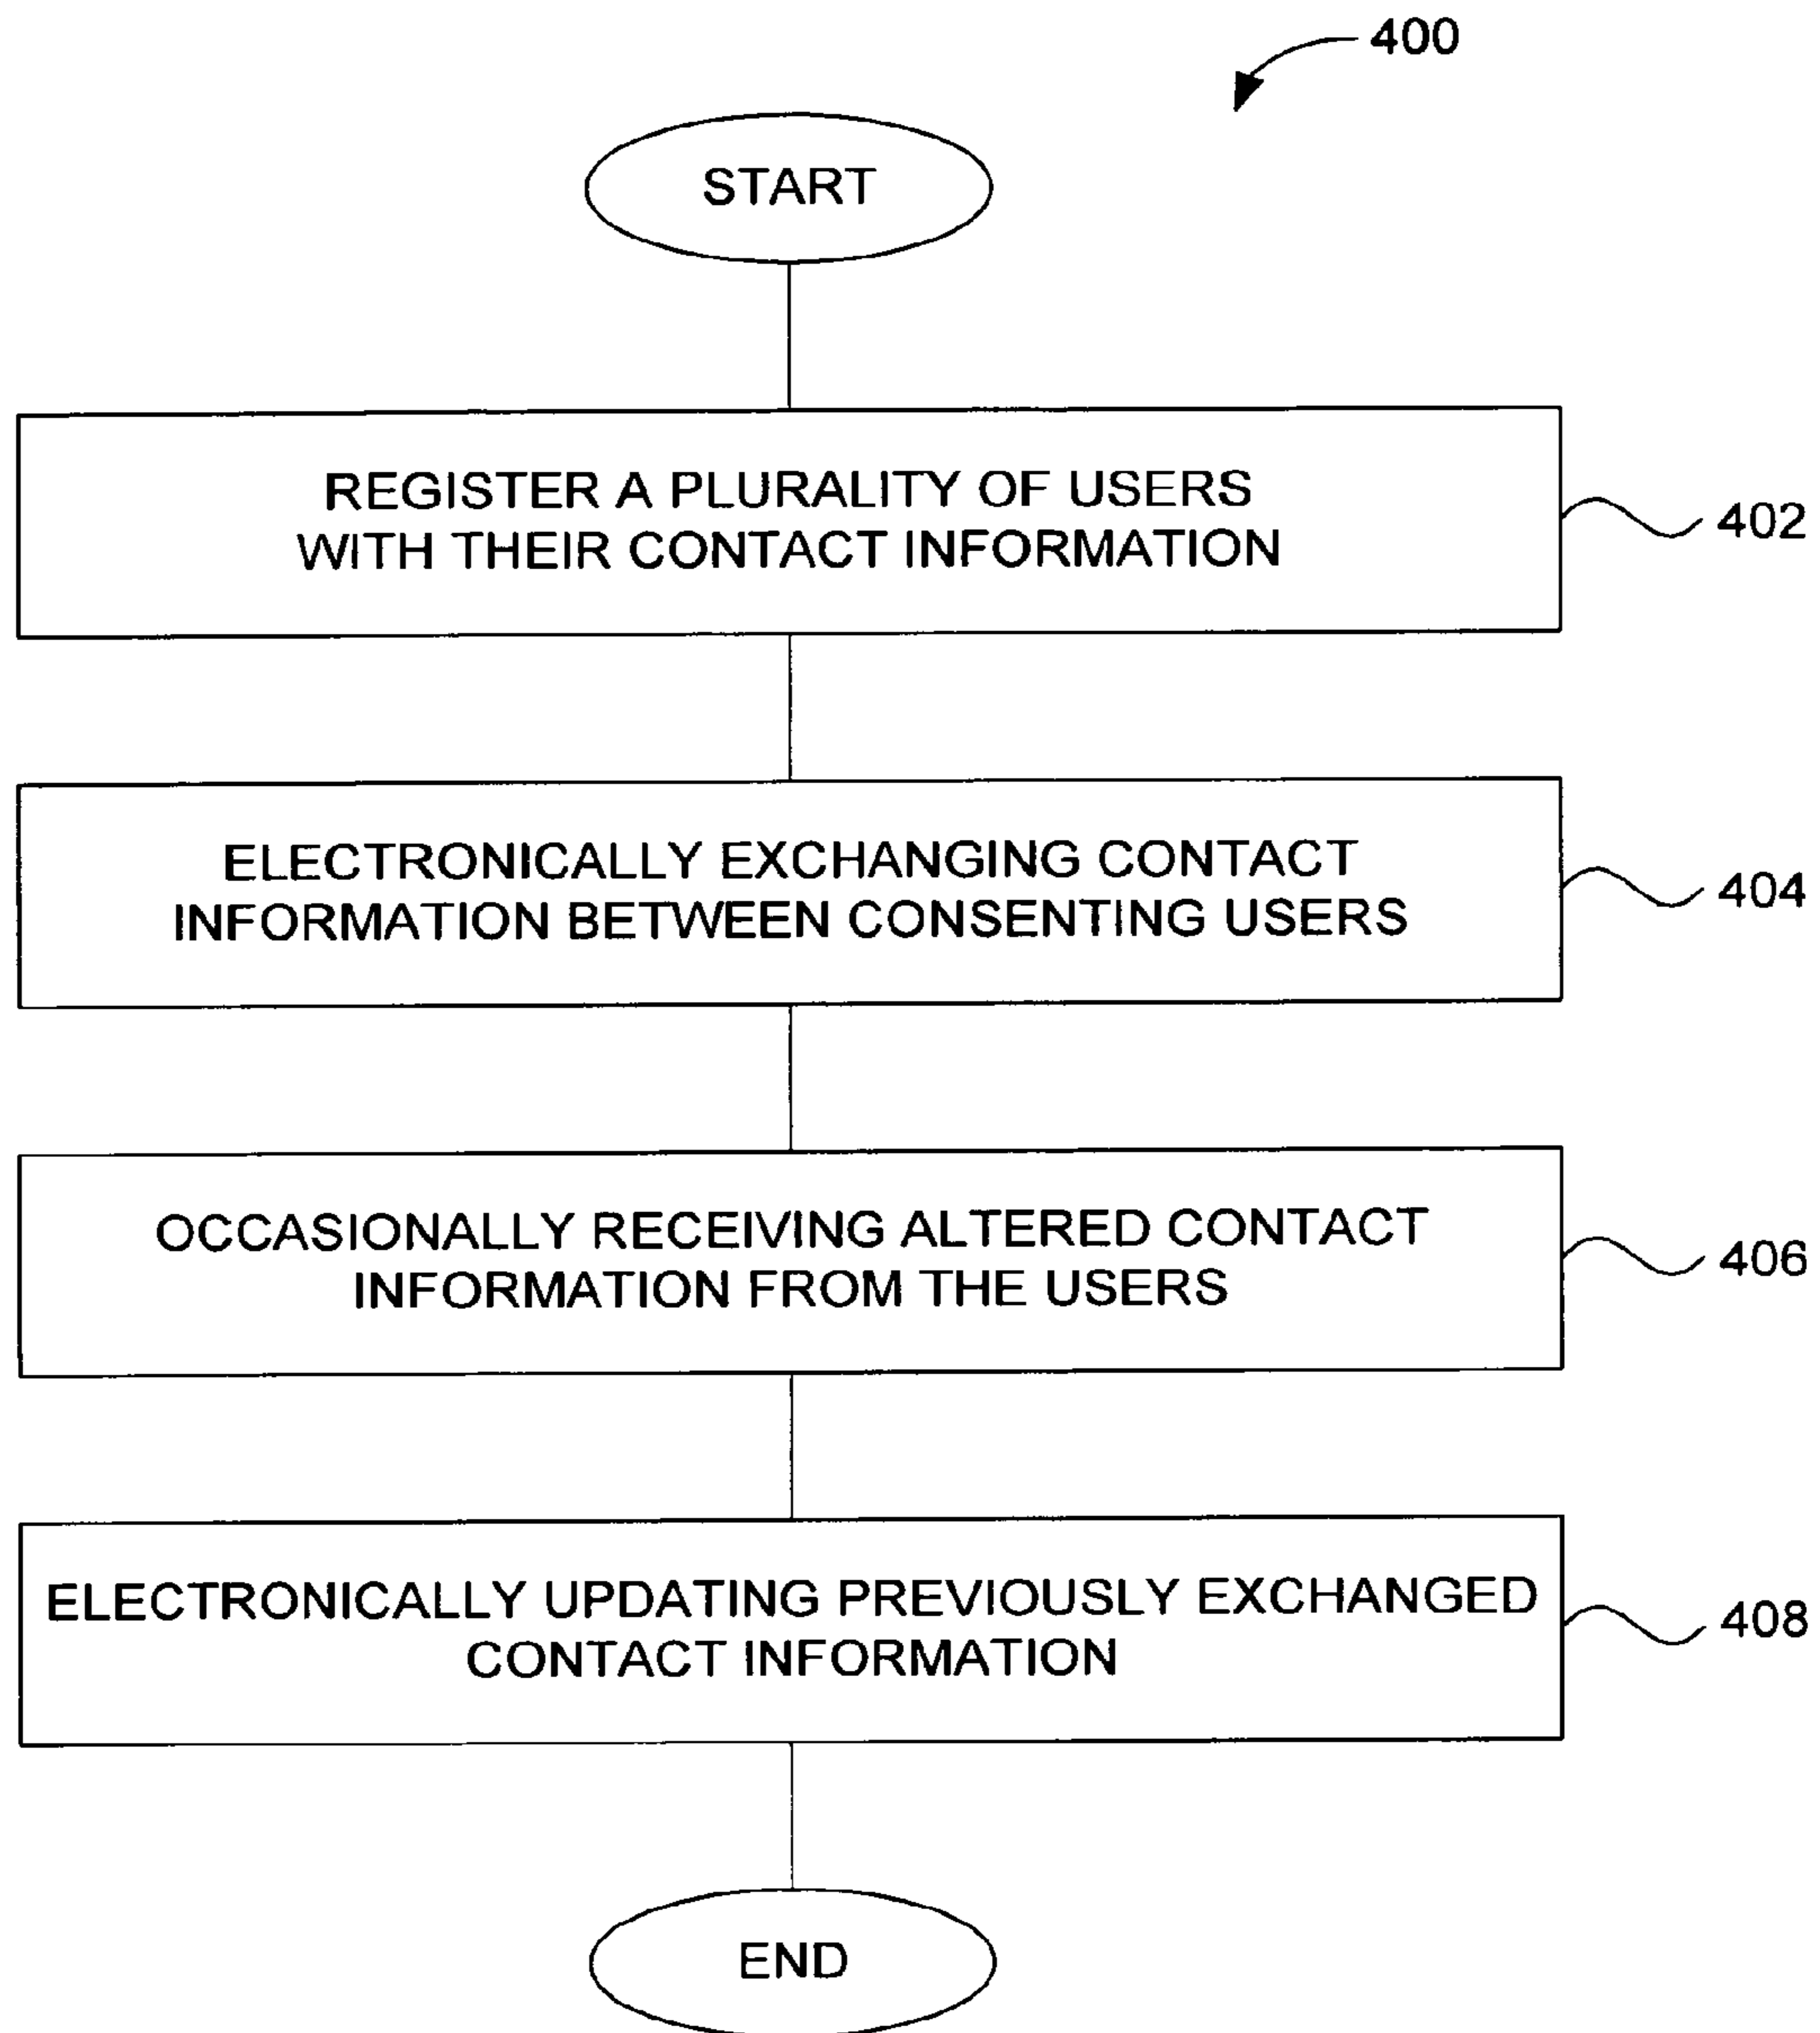 400
START
REGISTER A PLURALITY OF USERS
WITH THEIR CONTACT INFORMATION
402
ELECTRONICALLY EXCHANGING CONTACT
INFORMATION BETWEEN CONSENTING USERS
404
OCCASIONALLY RECEIVING ALTERED CONTACT
INFORMATION FROM THE USERS
406
ELECTRONICALLY UPDATING PREVIOUSLY EXCHANGED
CONTACT INFORMATION
408
END